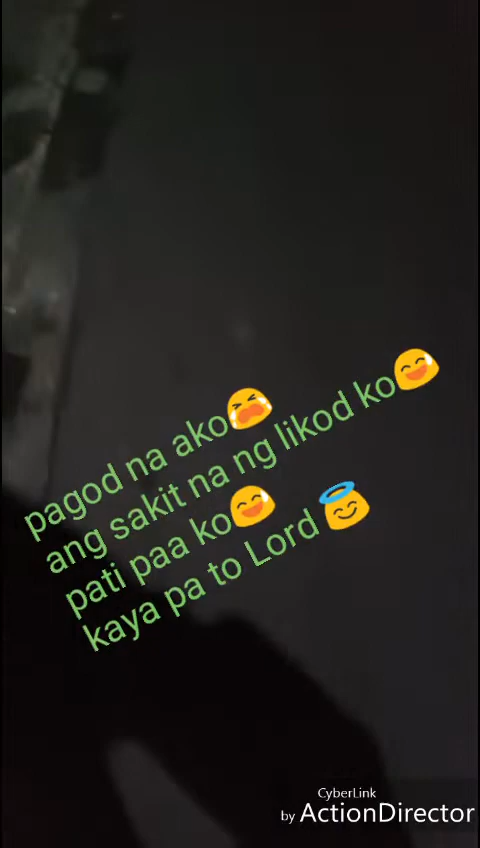 pagod na ako😭
ang sakit na ng likod ko😅
pati paa ko😅
kaya pa to Lord 😇
CyberLink
by ActionDirector